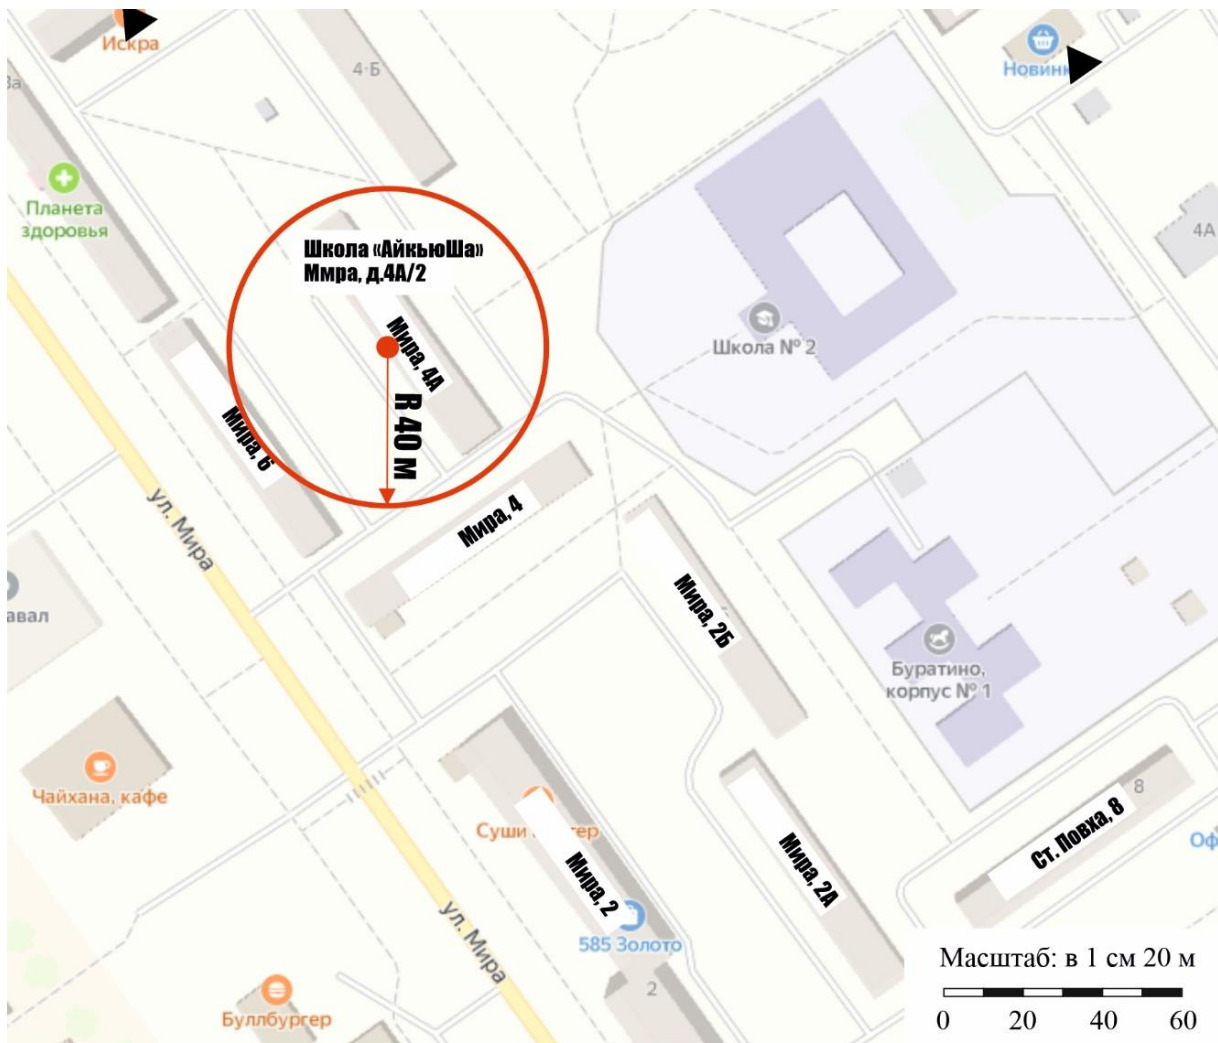 Искра
4-Б
Новинк
3а
Планета
здоровья
Школа «АйкьюШа»
Ммра, д.4А/2
4А
Мира, 4А
Школа № 2
R 40 м
Мира, 6
Мира, 4
ул. Мира
авал
Мира, 2Б
Буратино,
корпус № 1
Чайхана, кафе
8
Ст. Повха, 8
Суши
тер
Оф
Мира, 2
Мира, 2А
ул. Мира
585 Золото
2
Буллбургер
Масштаб: в 1 см 20 м
0 20 40 60